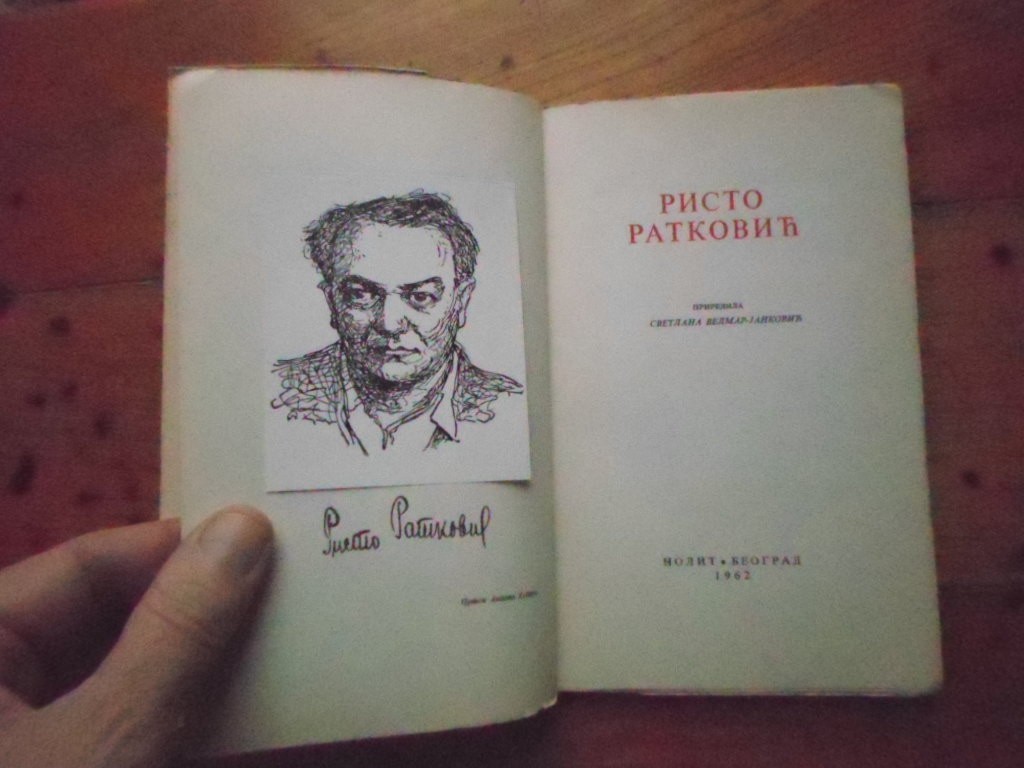 Ристо Ратковић
РИСТО
РАТКОВИЋ
ПРИРЕДИЛА
СВЕТЛАНА ВЕЛМАР-ЈАНКОВИЋ
НОЛИТ • БЕОГРАД
1962